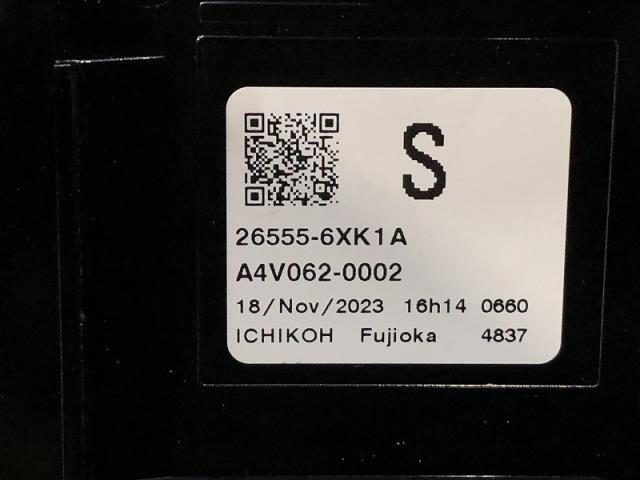 S
26555-6XK1A
A4V062-0002
18/Nov/2023 16h14 0660
ICHIKOH Fujioka 4837